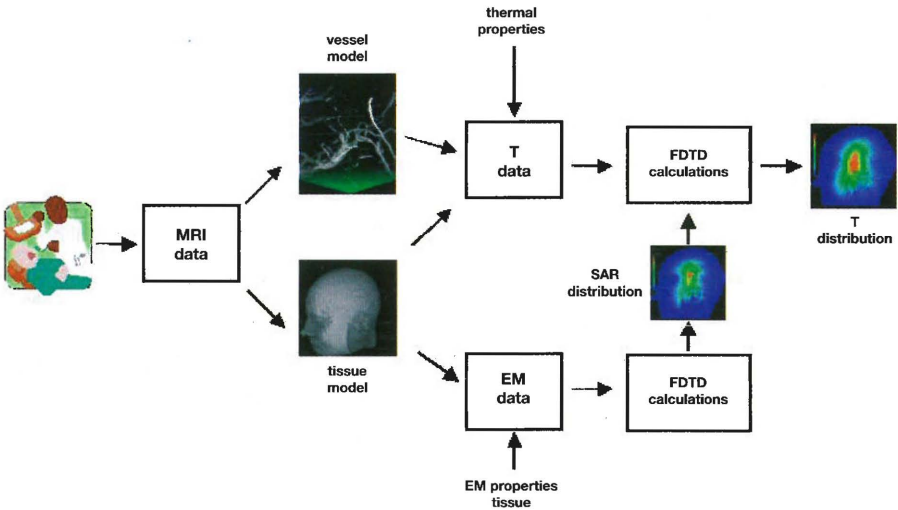 thermal
properties
vessel
model
T
data
FDTD
calculations
T
distribution
MRI
data
SAR
distribution
tissue
model
EM
data
FDTD
calculations
EM properties
tissue